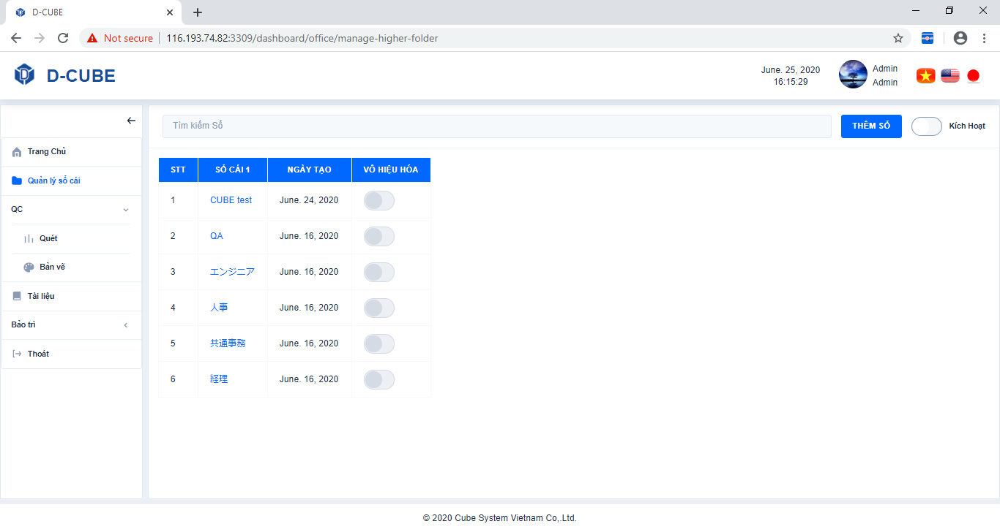 D-CUBE
Not secure
116.193.74.82:3309/dashboard/office/manage-higher-folder
D-CUBE
June. 25, 2020
16:15:29
Admin
Admin
Trang Chủ
Quản lý sổ cái
QC
Quét
Bản vẽ
Tài liệu
Bảo trì
Thoát
Tìm kiếm Sổ
THÊM SỔ
Kích Hoạt
STT SỔ CÁI 1 NGÀY TẠO VÔ HIỆU HÓA
1 CUBE test June. 24, 2020
2 QA June. 16, 2020
3 エンジニア June. 16, 2020
4 人事 June. 16, 2020
5 共通事務 June. 16, 2020
6 経理 June. 16, 2020
© 2020 Cube System Vietnam Co,.Ltd.